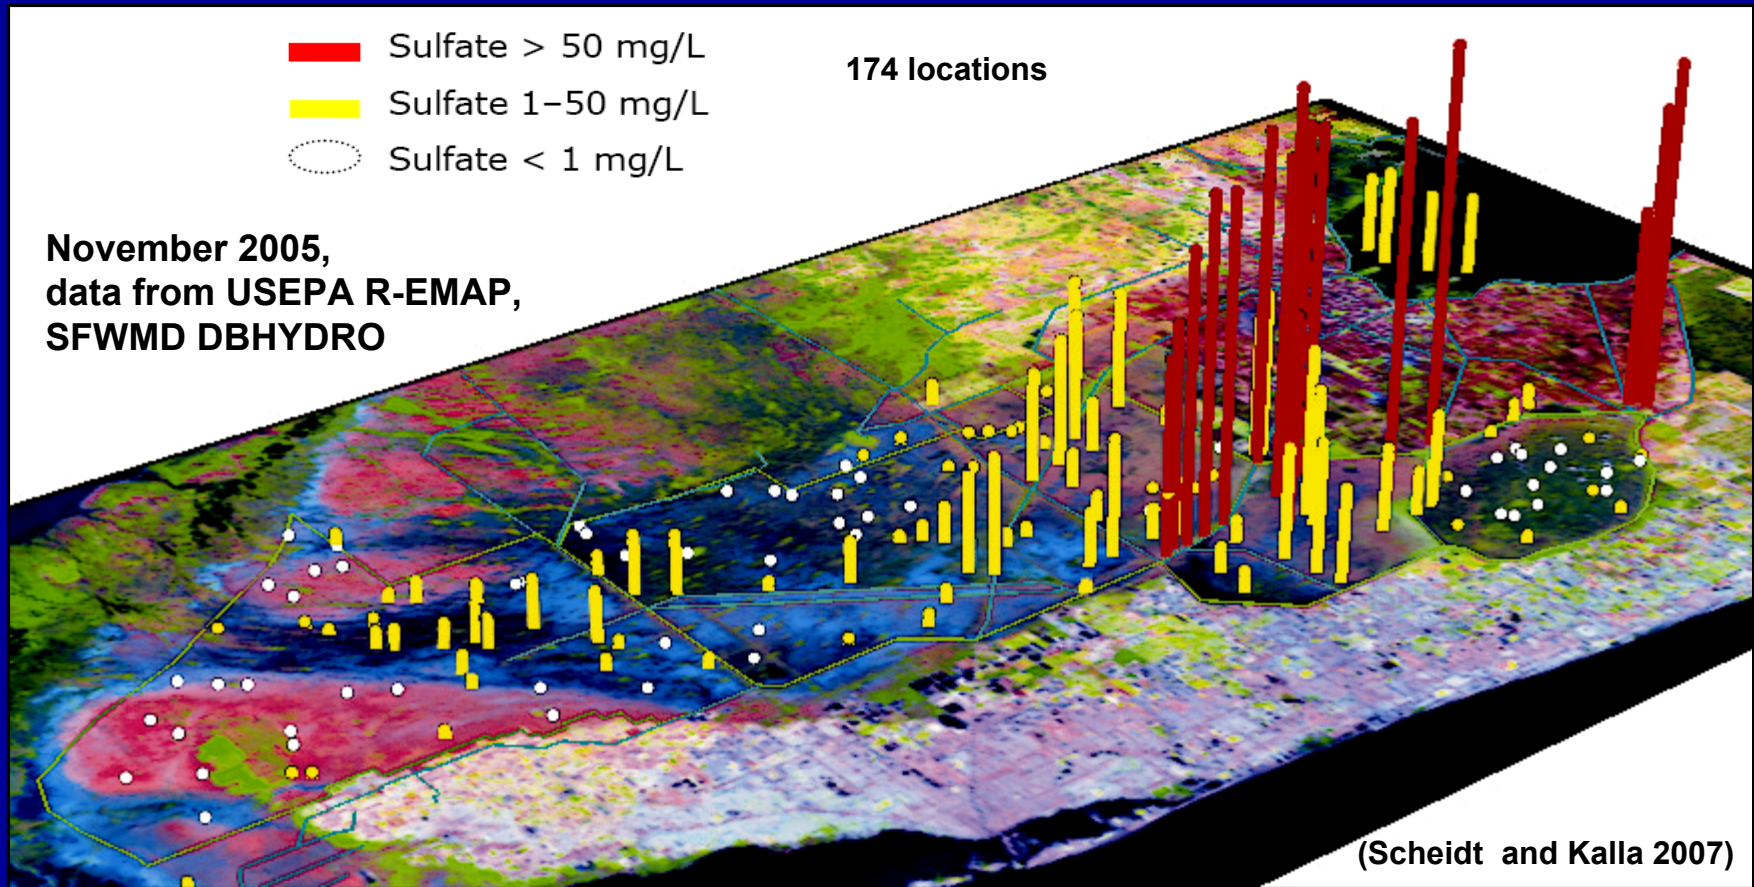 Sulfate > 50 mg/L
174 locations
Sulfate 1–50 mg/L
Sulfate < 1 mg/L
November 2005,
data from USEPA R-EMAP,
SFWMD DBHYDRO
(Scheidt and Kalla 2007)